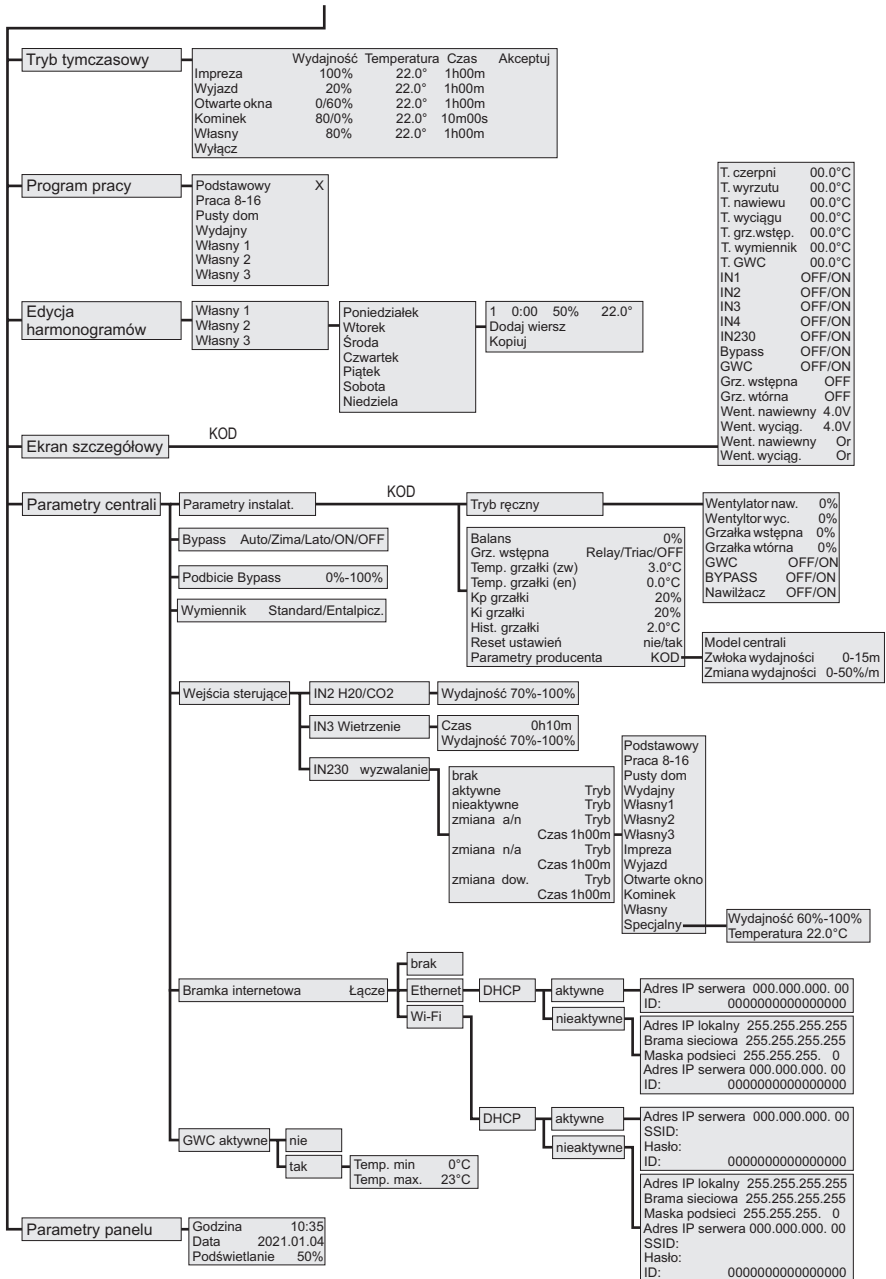 Tryb tymczasowy
Wydajność Temperatura Czas Akceptuj
Impreza 100% 22.0° 1h00m
Wyjazd 20% 22.0° 1h00m
Otwarte okna 0/60% 22.0° 1h00m
Kominek 80/0% 22.0° 10m00s
Własny 80% 22.0° 1h00m
Wyłącz
Program pracy
Podstawowy X
Praca 8-16
Pusty dom
Wydajny
Własny 1
Własny 2
Własny 3
Edycja
harmonogramów
Własny 1
Własny 2
Własny 3
Poniedziałek
Wtorek
Środa
Czwartek
Piątek
Sobota
Niedziela
1 0:00 50% 22.0°
Dodaj wiersz
Kopiuj
Ekran szczegółowy
KOD
T. czerpni 00.0°C
T. wyrzutu 00.0°C
T. nawiewu 00.0°C
T. wyciągu 00.0°C
T. grz.wstęp. 00.0°C
T. wymiennik 00.0°C
T. GWC 00.0°C
IN1 OFF/ON
IN2 OFF/ON
IN3 OFF/ON
IN4 OFF/ON
IN230 OFF/ON
Bypass OFF/ON
GWC OFF/ON
Grz. wstępna OFF
Grz. wtórna OFF
Went. nawiewny 4.0V
Went. wyciąg. 4.0V
Went. nawiewny Or
Went. wyciąg. Or
Parametry centrali
Parametry instalat.
KOD
Tryb ręczny
Wentylator naw. 0%
Wentyltor wyc. 0%
Grzałka wstępna 0%
Grzałka wtórna 0%
GWC OFF/ON
BYPASS OFF/ON
Nawilżacz OFF/ON
Balans 0%
Grz. wstępna Relay/Triac/OFF
Temp. grzałki (zw) 3.0°C
Temp. grzałki (en) 0.0°C
Kp grzałki 20%
Ki grzałki 20%
Hist. grzałki 2.0°C
Reset ustawień nie/tak
Parametry producenta KOD
Model centrali
Zwłoka wydajności 0-15m
Zmiana wydajności 0-50%/m
Bypass Auto/Zima/Lato/ON/OFF
Podbicie Bypass 0%-100%
Wymiennik Standard/Entalpicz.
Wejścia sterujące
IN2 H20/CO2
Wydajność 70%-100%
IN3 Wietrzenie
Czas 0h10m
Wydajność 70%-100%
IN230 wyzwalanie
brak
aktywne Tryb
nieaktywne Tryb
zmiana a/n Tryb
Czas 1h00m
zmiana n/a Tryb
Czas 1h00m
zmiana dow. Tryb
Czas 1h00m
Podstawowy
Praca 8-16
Pusty dom
Wydajny
Własny1
Własny2
Własny3
Impreza
Wyjazd
Otwarte okno
Kominek
Własny
Specjalny
Wydajność 60%-100%
Temperatura 22.0°C
Bramka internetowa Łącze
brak
Ethernet
Wi-Fi
DHCP
aktywne
nieaktywne
Adres IP serwera 000.000.000. 00
ID: 0000000000000000
Adres IP lokalny 255.255.255.255
Brama sieciowa 255.255.255.255
Maska podsieci 255.255.255. 0
Adres IP serwera 000.000.000. 00
ID: 0000000000000000
DHCP
aktywne
nieaktywne
Adres IP serwera 000.000.000. 00
SSID:
Hasło:
ID: 0000000000000000
Adres IP lokalny 255.255.255.255
Brama sieciowa 255.255.255.255
Maska podsieci 255.255.255. 0
Adres IP serwera 000.000.000. 00
SSID:
Hasło:
ID: 0000000000000000
GWC aktywne
nie
tak
Temp. min 0°C
Temp. max. 23°C
Parametry panelu
Godzina 10:35
Data 2021.01.04
Podświetlanie 50%